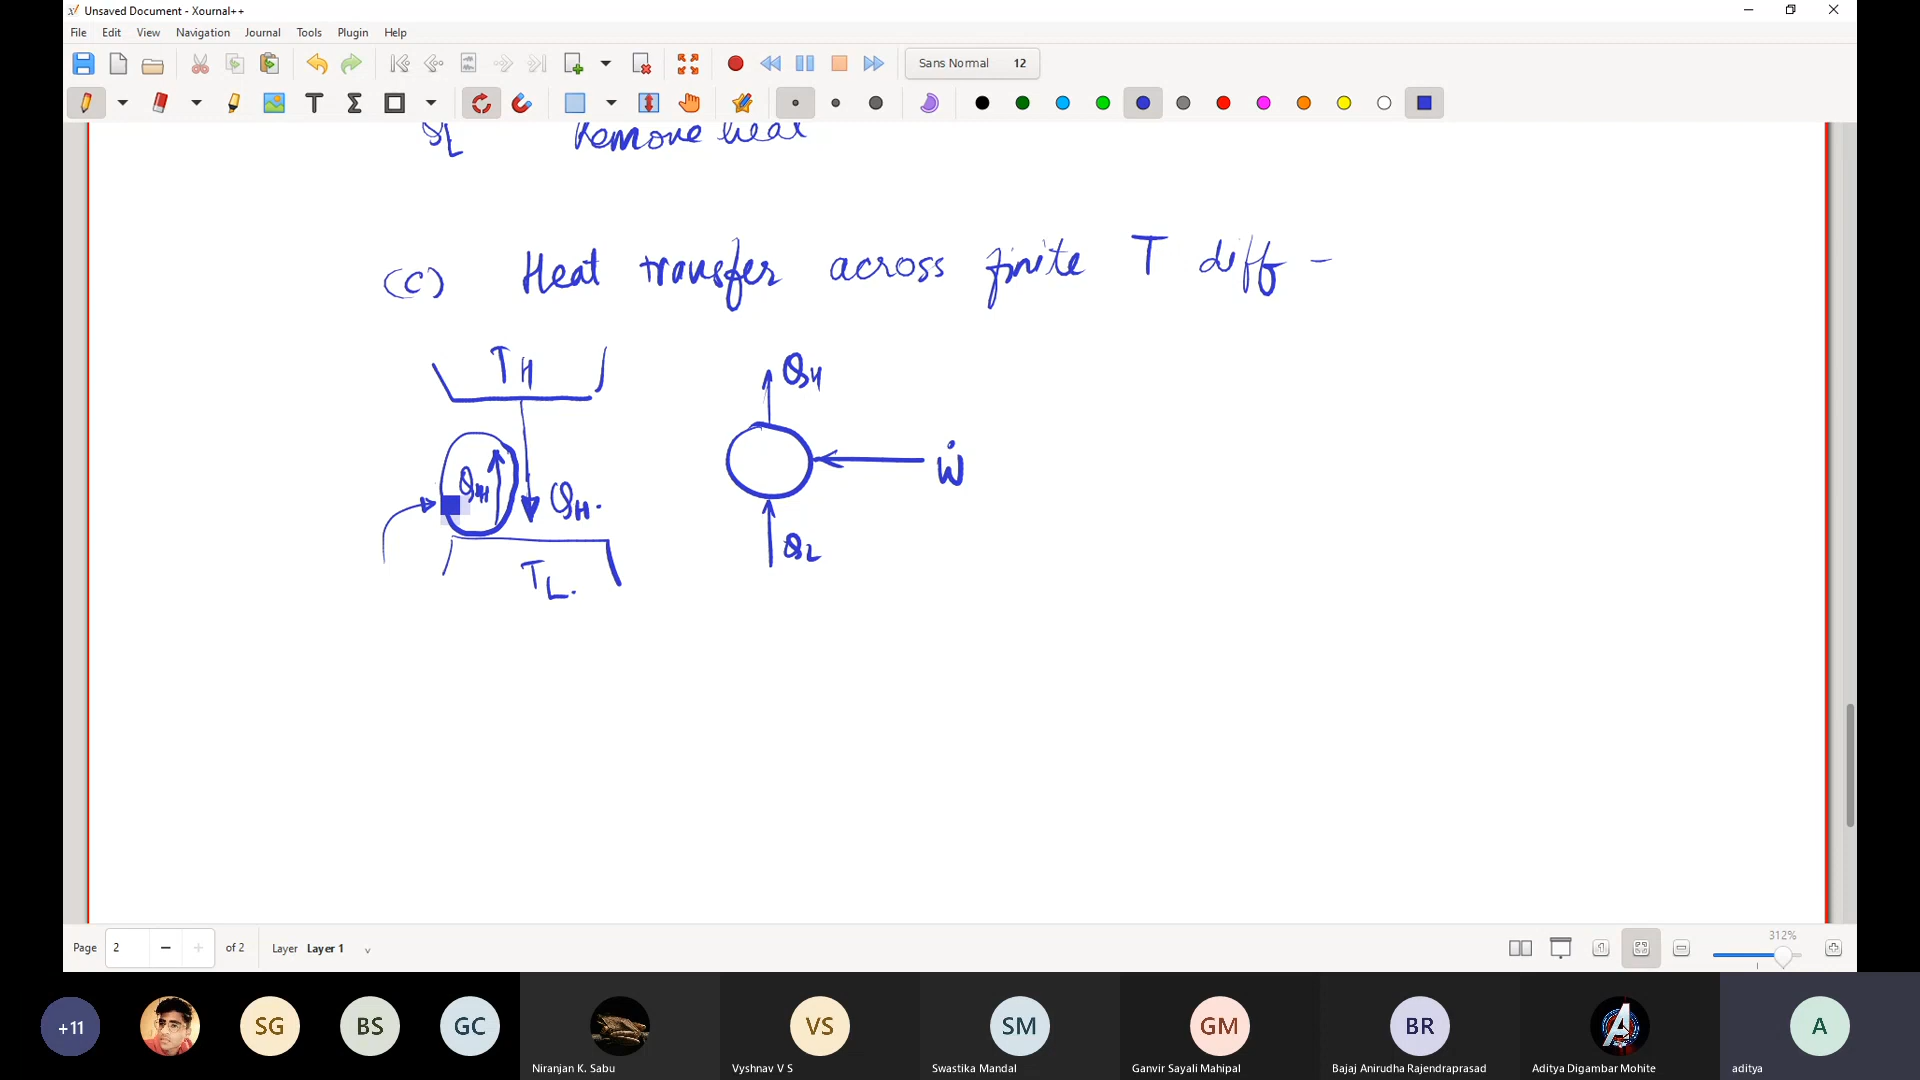 Unsaved Document - Xournal++
File Edit View Navigation Journal Tools Plugin Help
Sans Normal 12
QL Remove heat
(C) Heat transfer across finite T diff -
TH
QH
QH
QH.
Ẇ
QL
TL.
Page 2 of 2 Layer Layer 1
312%
+11 SG BS GC VS SM GM BR A
Niranjan K. Sabu Vyshnav V S Swastika Mandal Ganvir Sayali Mahipal Bajaj Anirudha Rajendraprasad Aditya Digambar Mohite aditya